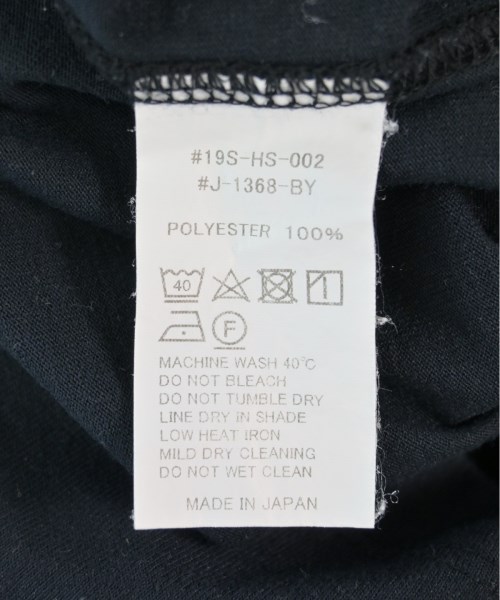 #19S-HS-002
#J-1368-BY
POLYESTER 100%
40
F
MACHINE WASH 40℃
DO NOT BLEACH
DO NOT TUMBLE DRY
LINE DRY IN SHADE
LOW HEAT IRON
MILD DRY CLEANING
DO NOT WET CLEAN
MADE IN JAPAN